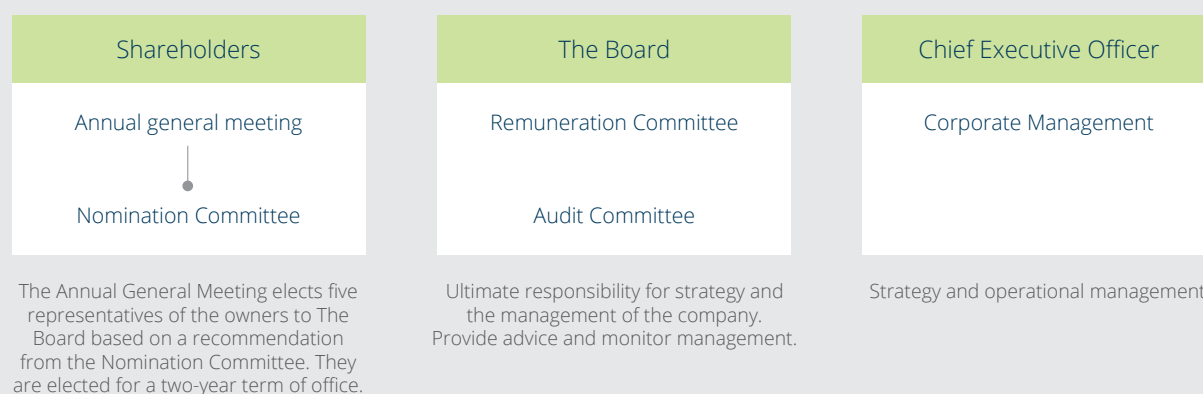 Shareholders
Annual general meeting
Nomination Committee
The Annual General Meeting elects five
representatives of the owners to The
Board based on a recommendation
from the Nomination Committee. They
are elected for a two-year term of office.
The Board
Remuneration Committee
Audit Committee
Ultimate responsibility for strategy and
the management of the company.
Provide advice and monitor management.
Chief Executive Officer
Corporate Management
Strategy and operational management